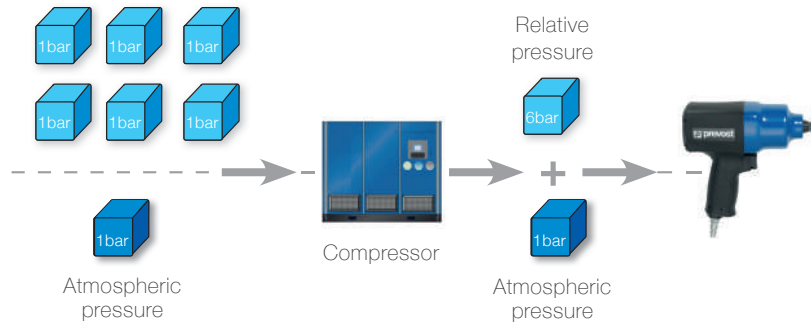 1bar 1bar 1bar
1bar 1bar 1bar
1bar
Atmospheric
pressure
Compressor
Relative
pressure
6bar
+
1bar
Atmospheric
pressure
prevost